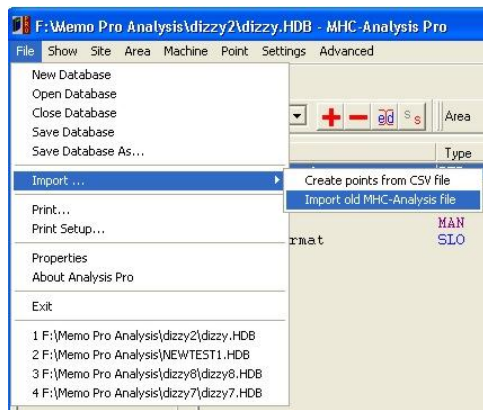 F:\Memo Pro Analysis\dizzy2\dizzy.HDB - MHC-Analysis Pro
File Show Site Area Machine Point Settings Advanced
New Database
Open Database
Close Database
Save Database
Save Database As...
Area
Type
Import ...
Create points from CSV file
Import old MHC-Analysis file
Print...
MAN
Print Setup...
rmat SLO
Properties
About Analysis Pro
Exit
1 F:\Memo Pro Analysis\dizzy2\dizzy.HDB
2 F:\Memo Pro Analysis\NEWTEST1.HDB
3 F:\Memo Pro Analysis\dizzy8\dizzy8.HDB
4 F:\Memo Pro Analysis\dizzy7\dizzy7.HDB